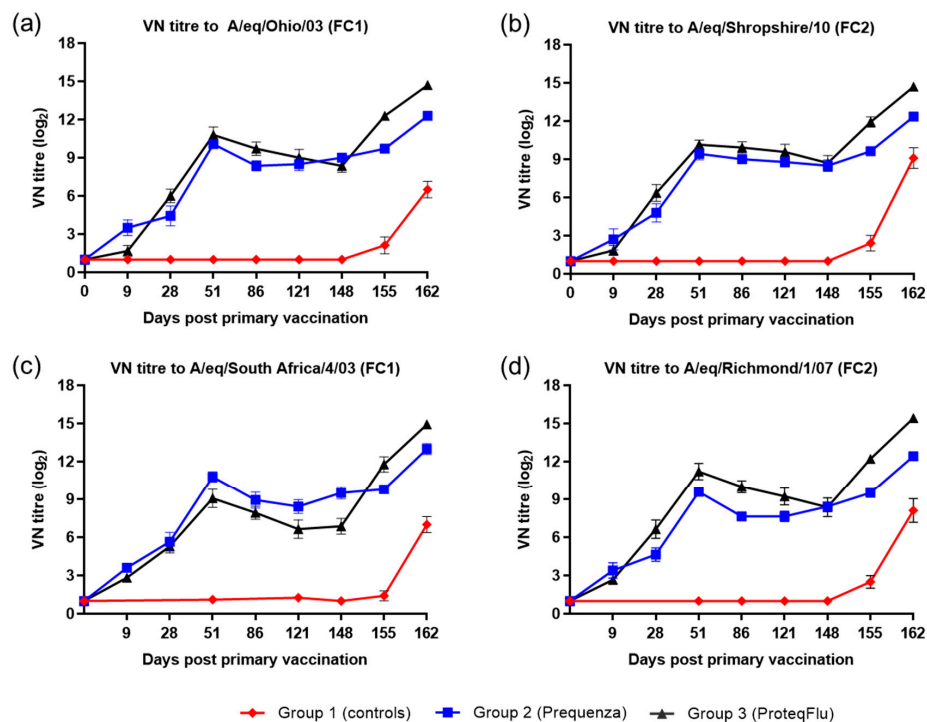 (a)
VN titre to A/eq/Ohio/03 (FC1)
VN titre (log2)
18
15
12
9
6
3
0
0 9 28 51 86 121 148 155 162
Days post primary vaccination
(b)
VN titre to A/eq/Shropshire/10 (FC2)
VN titre (log2)
18
15
12
9
6
3
0
0 9 28 51 86 121 148 155 162
Days post primary vaccination
(c)
VN titre to A/eq/South Africa/4/03 (FC1)
VN titre (log2)
18
15
12
9
6
3
0
9 28 51 86 121 148 155 162
Days post primary vaccination
(d)
VN titre to A/eq/Richmond/1/07 (FC2)
VN titre (log2)
18
15
12
9
6
3
0
9 28 51 86 121 148 155 162
Days post primary vaccination
Group 1 (controls) Group 2 (Prequenza) Group 3 (ProteqFlu)